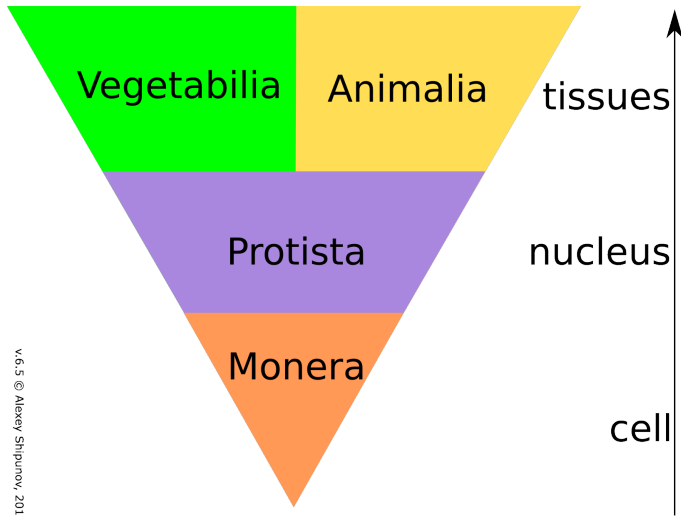 Vegetabilia
Animalia
tissues
Protista
nucleus
Monera
cell
v.6.5 © Alexey Shipunov,